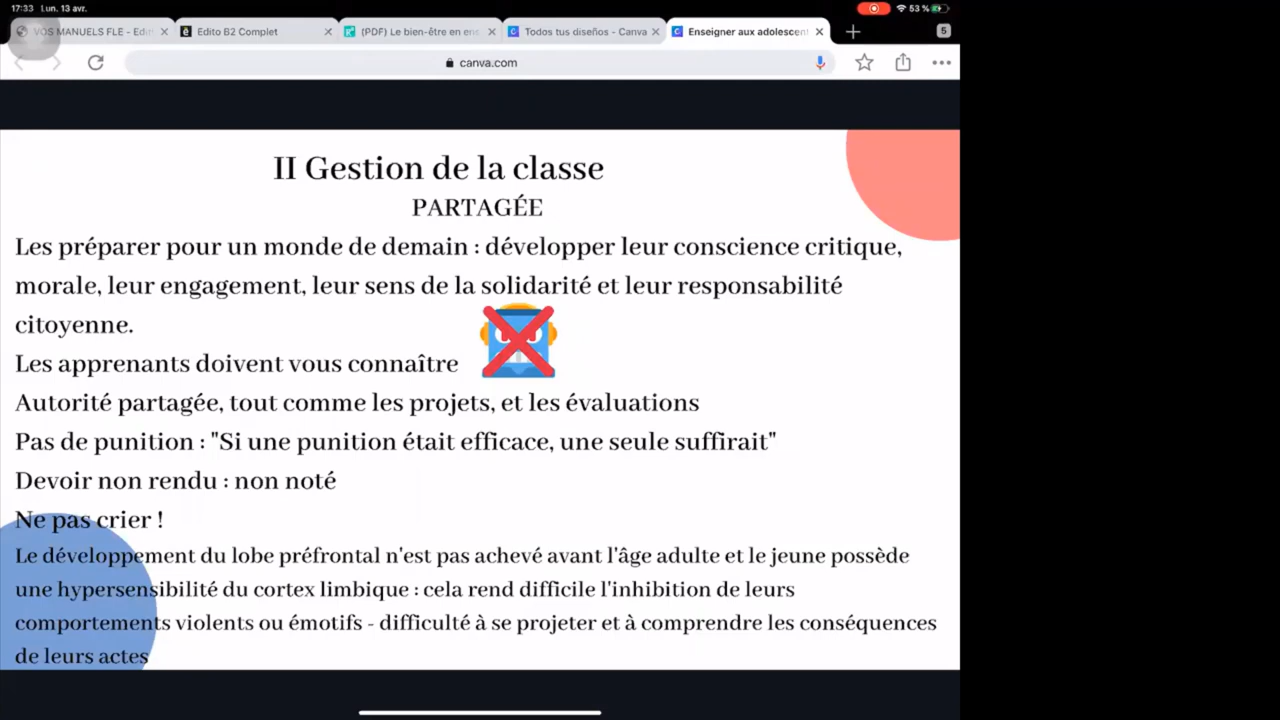 17:33 Lun. 13 avr.
53 %
VOS MANUELS FLE - Edit
Edito B2 Complet
(PDF) Le bien-être en ens
Todos tus diseños - Canva
Enseigner aux adolescent
5
canva.com
II Gestion de la classe
PARTAGÉE
Les préparer pour un monde de demain : développer leur conscience critique,
morale, leur engagement, leur sens de la solidarité et leur responsabilité
citoyenne.
Les apprenants doivent vous connaître
Autorité partagée, tout comme les projets, et les évaluations
Pas de punition : "Si une punition était efficace, une seule suffirait"
Devoir non rendu : non noté
Ne pas crier !
Le développement du lobe préfrontal n'est pas achevé avant l'âge adulte et le jeune possède
une hypersensibilité du cortex limbique : cela rend difficile l'inhibition de leurs
comportements violents ou émotifs - difficulté à se projeter et à comprendre les conséquences
de leurs actes